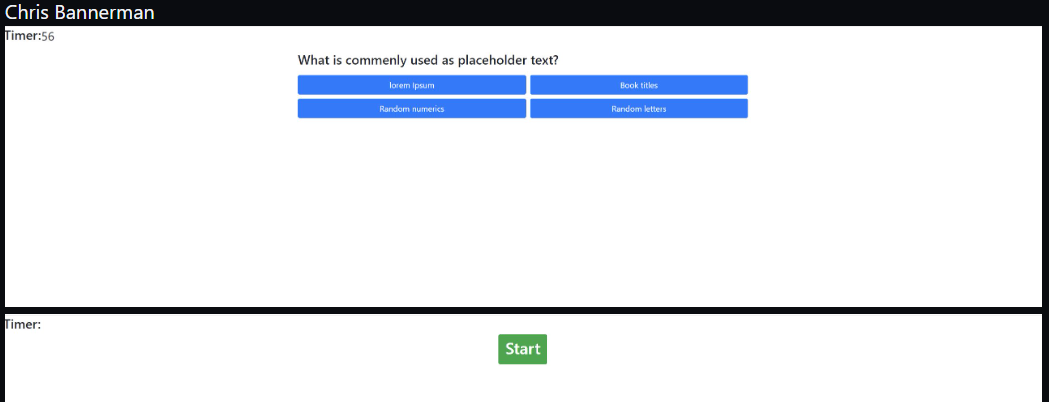 Chris Bannerman
Timer:56
What is commenly used as placeholder text?
lorem Ipsum Book titles
Random numerics Random letters
Timer:
Start